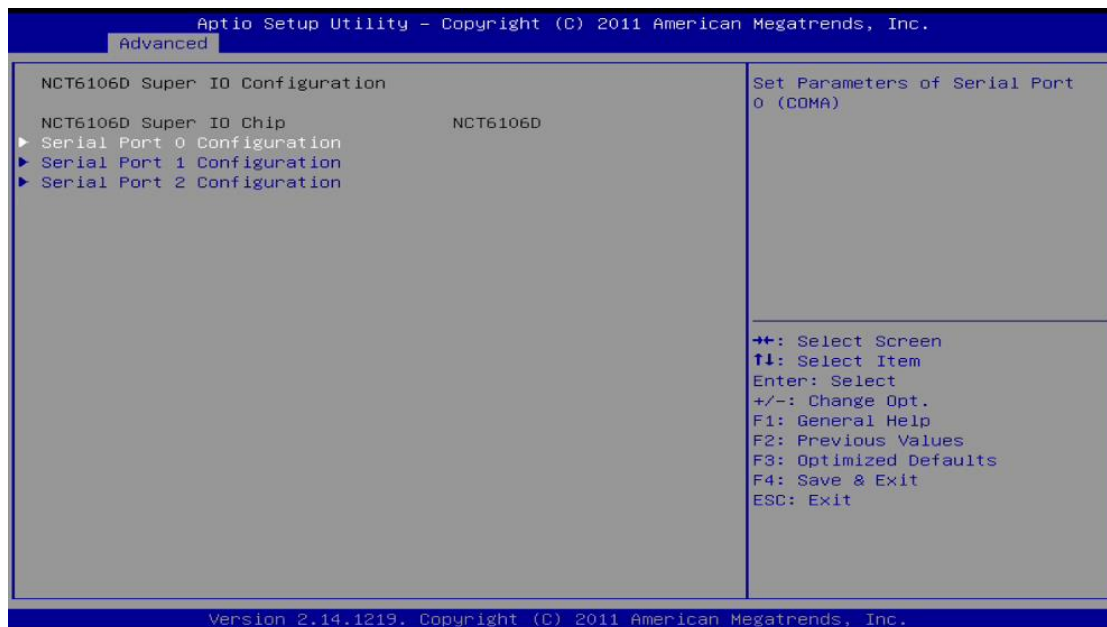 Aptio Setup Utility – Copyright (C) 2011 American Megatrends, Inc.
Advanced
NCT6106D Super IO Configuration
NCT6106D Super IO Chip NCT6106D
► Serial Port 0 Configuration
► Serial Port 1 Configuration
► Serial Port 2 Configuration
Set Parameters of Serial Port
0 (COMA)
→←: Select Screen
↑↓: Select Item
Enter: Select
+/-: Change Opt.
F1: General Help
F2: Previous Values
F3: Optimized Defaults
F4: Save & Exit
ESC: Exit
Version 2.14.1219. Copyright (C) 2011 American Megatrends, Inc.